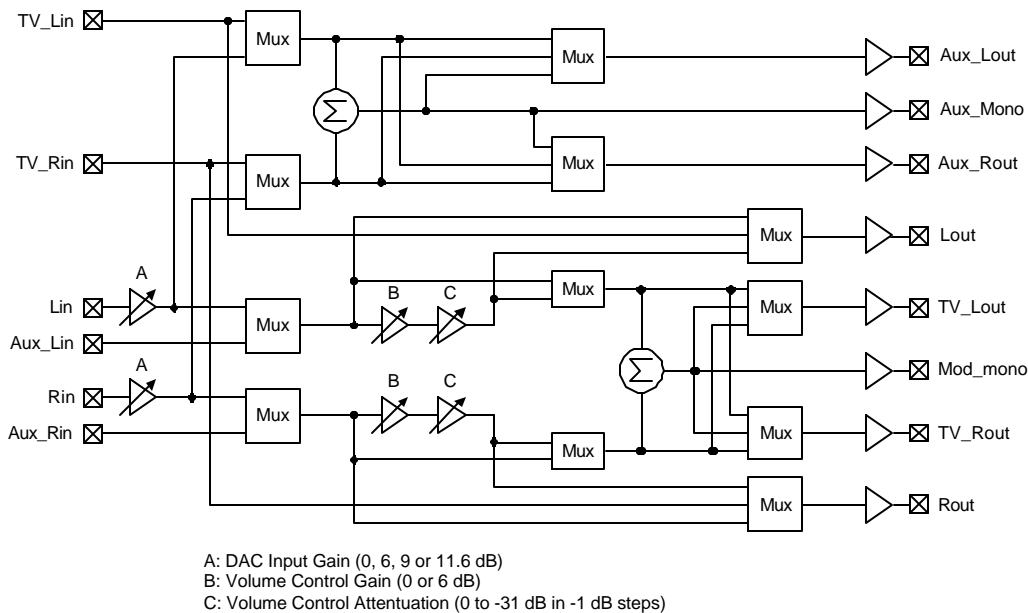 TV_Lin
Mux
Mux
Aux_Lout
Σ
Aux_Mono
TV_Rin
Mux
Mux
Aux_Rout
Mux
Lout
A
B
C
Mux
Lin
Mux
Mux
TV_Lout
Aux_Lin
A
B
C
Σ
Mod_mono
Rin
Mux
Mux
Mux
TV_Rout
Aux_Rin
Mux
Rout
A: DAC Input Gain (0, 6, 9 or 11.6 dB)
B: Volume Control Gain (0 or 6 dB)
C: Volume Control Attentuation (0 to -31 dB in -1 dB steps)